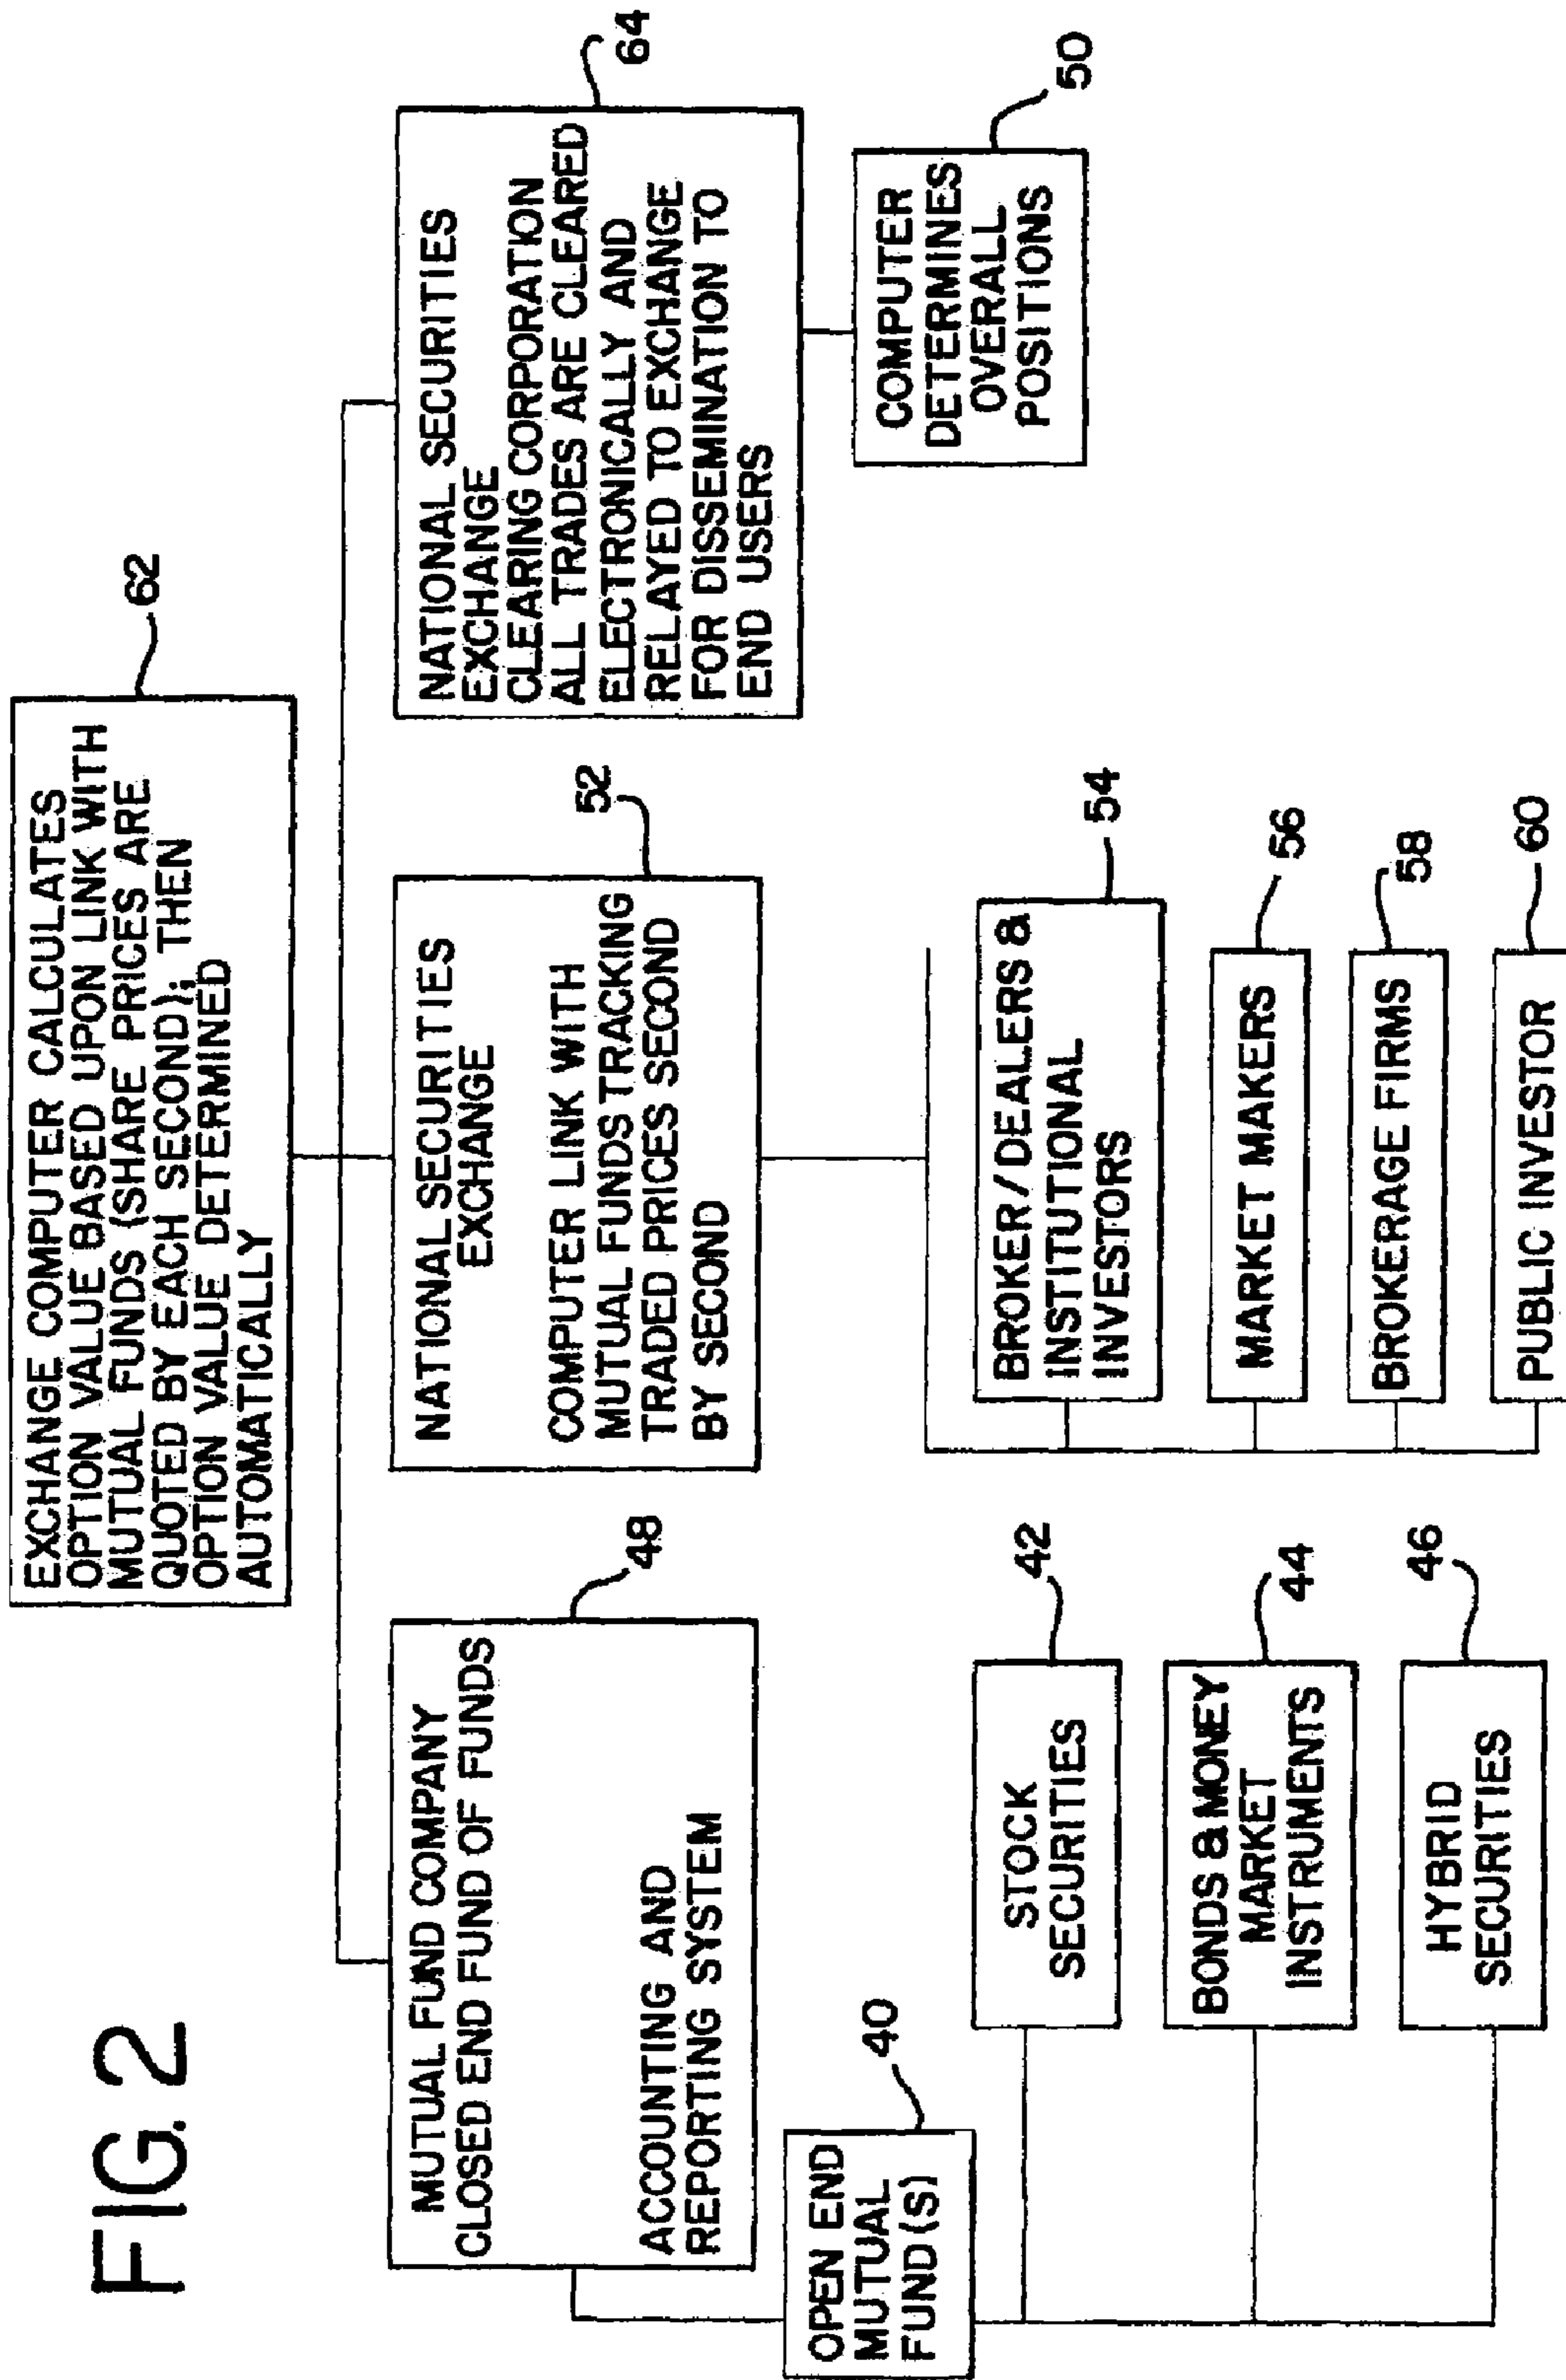 FIG. 2
EXCHANGE COMPUTER CALCULATES
OPTION VALUE BASED UPON LINK WITH
MUTUAL FUNDS (SHARE PRICES ARE
QUOTED BY EACH SECOND); THEN
OPTION VALUE DETERMINED
AUTOMATICALLY
62
MUTUAL FUND COMPANY
CLOSED END FUND OF FUNDS
ACCOUNTING AND
REPORTING SYSTEM
48
OPEN END
MUTUAL
FUND(S)
40
STOCK
SECURITIES
42
BONDS & MONEY
MARKET
INSTRUMENTS
44
HYBRID
SECURITIES
46
NATIONAL SECURITIES
EXCHANGE
COMPUTER LINK WITH
MUTUAL FUNDS TRACKING
TRADED PRICES SECOND
BY SECOND
52
BROKER/DEALERS &
INSTITUTIONAL
INVESTORS
54
MARKET MAKERS
56
BROKERAGE FIRMS
58
PUBLIC INVESTOR
60
NATIONAL SECURITIES
EXCHANGE
CLEARING CORPORATION
ALL TRADES ARE CLEARED
ELECTRONICALLY AND
RELAYED TO EXCHANGE
FOR DISSEMINATION TO
END USERS
64
COMPUTER
DETERMINES
OVERALL
POSITIONS
50